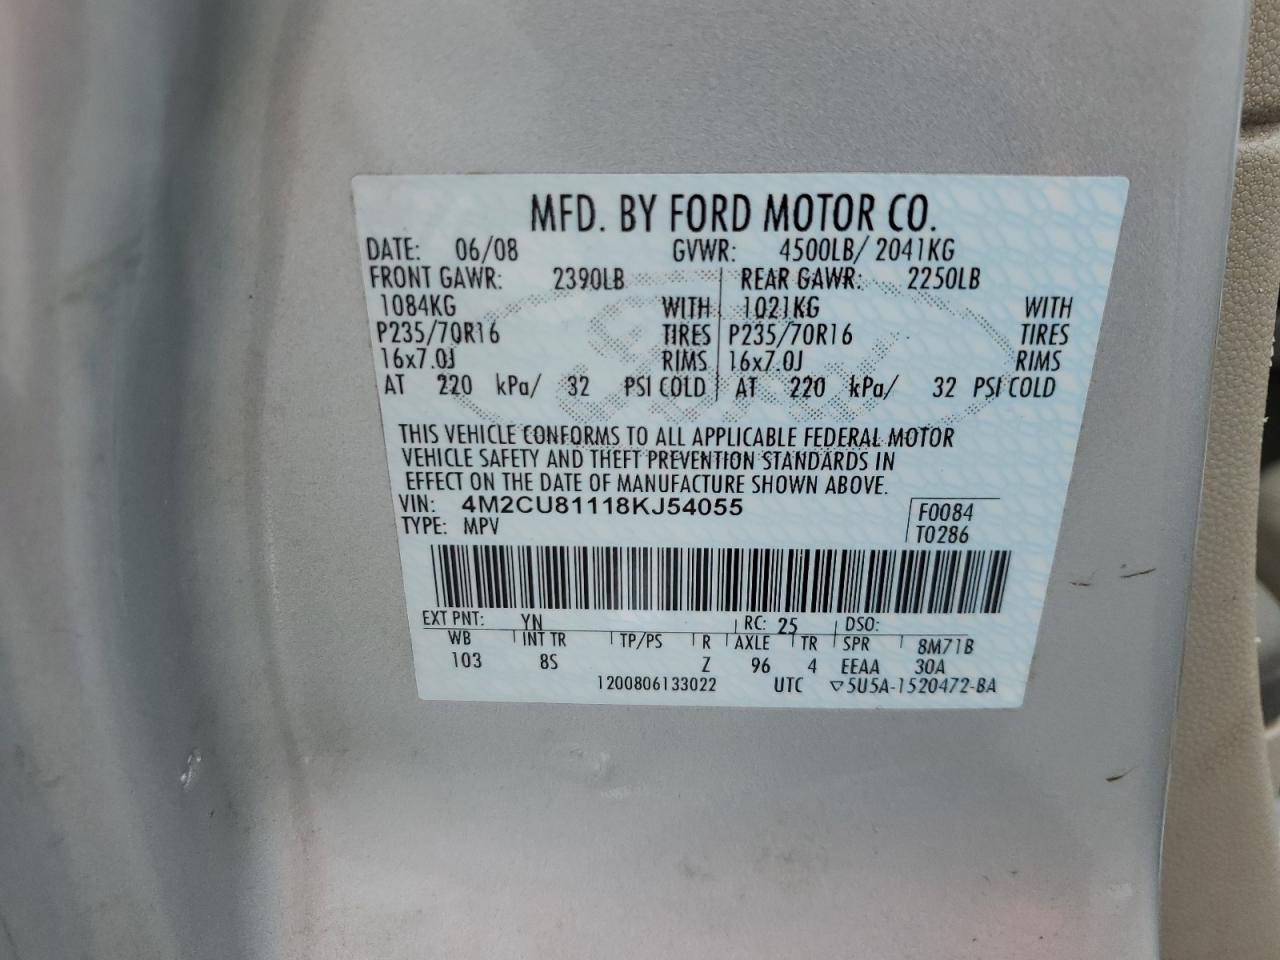 MFD. BY FORD MOTOR CO.
DATE: 06/08 GVWR: 4500LB/ 2041KG
FRONT GAWR: 2390LB REAR GAWR: 2250LB
1084KG WITH 1021KG WITH
P235/70R16 TIRES P235/70R16 TIRES
16x7.0J RIMS 16x7.0J RIMS
AT 220 kPa/ 32 PSI COLD AT 220 kPa/ 32 PSI COLD
THIS VEHICLE CONFORMS TO ALL APPLICABLE FEDERAL MOTOR
VEHICLE SAFETY AND THEFT PREVENTION STANDARDS IN
EFFECT ON THE DATE OF MANUFACTURE SHOWN ABOVE.
VIN: 4M2CU81118KJ54055 F0084
TYPE: MPV T0286
EXT PNT: YN RC: 25 DSO:
WB INT TR TP/PS R AXLE TR SPR 8M71B
103 8S Z 96 4 EEAA 30A
1200806133022 UTC ▽5U5A-1520472-BA